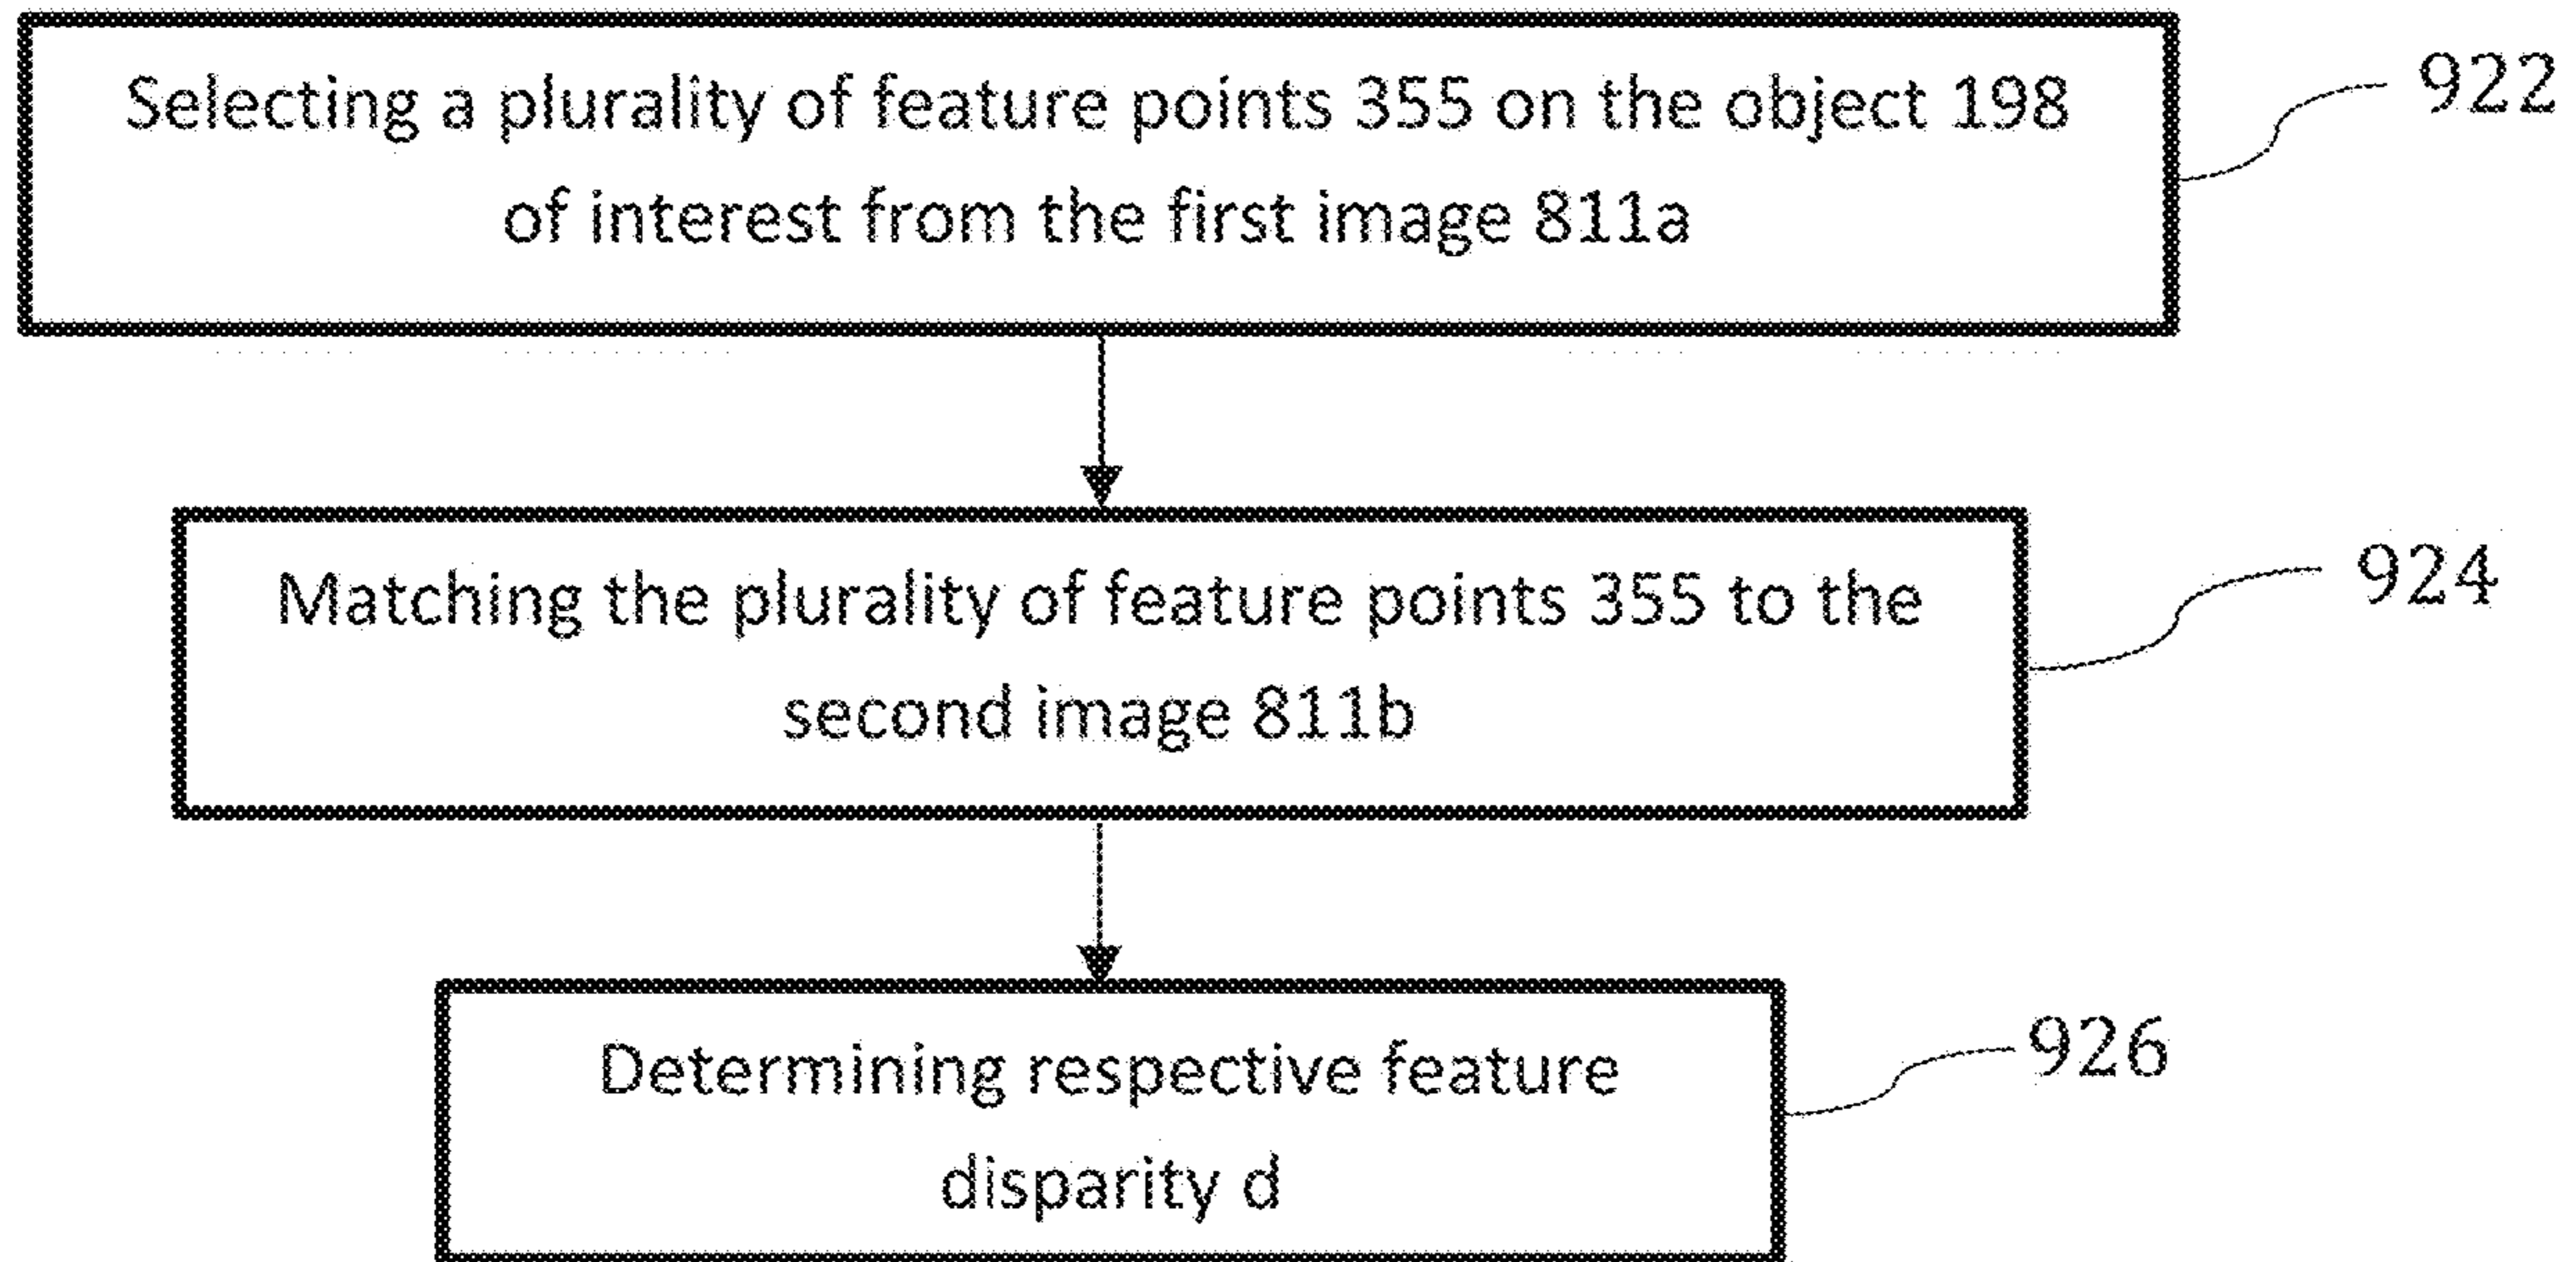 Selecting a plurality of feature points 355 on the object 198
of interest from the first image 811a
922
Matching the plurality of feature points 355 to the
second image 811b
924
Determining respective feature
disparity d
926